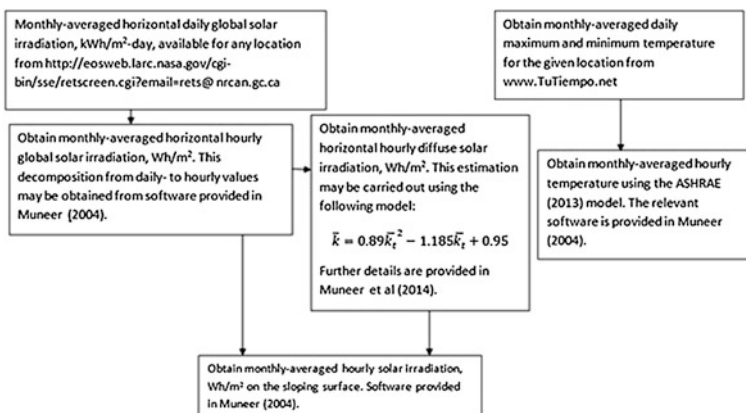 Monthly-averaged horizontal daily global solar
irradiation, kWh/m²-day, available for any location
from http://eosweb.larc.nasa.gov/cgi-
bin/sse/retscreen.cgi?email=rets@ nrcan.gc.ca
Obtain monthly-averaged daily
maximum and minimum temperature
for the given location from
www.TuTiempo.net
Obtain monthly-averaged horizontal hourly
global solar irradiation, Wh/m². This
decomposition from daily- to hourly values
may be obtained from software provided in
Muneer (2004).
Obtain monthly-averaged
horizontal hourly diffuse solar
irradiation, Wh/m². This estimation
may be carried out using the
following model:
k̄ = 0.89k̄ₜ² − 1.185k̄ₜ + 0.95
Further details are provided in
Muneer et al (2014).
Obtain monthly-averaged hourly
temperature using the ASHRAE
(2013) model. The relevant
software is provided in Muneer
(2004).
Obtain monthly-averaged hourly solar irradiation,
Wh/m² on the sloping surface. Software provided
in Muneer (2004).